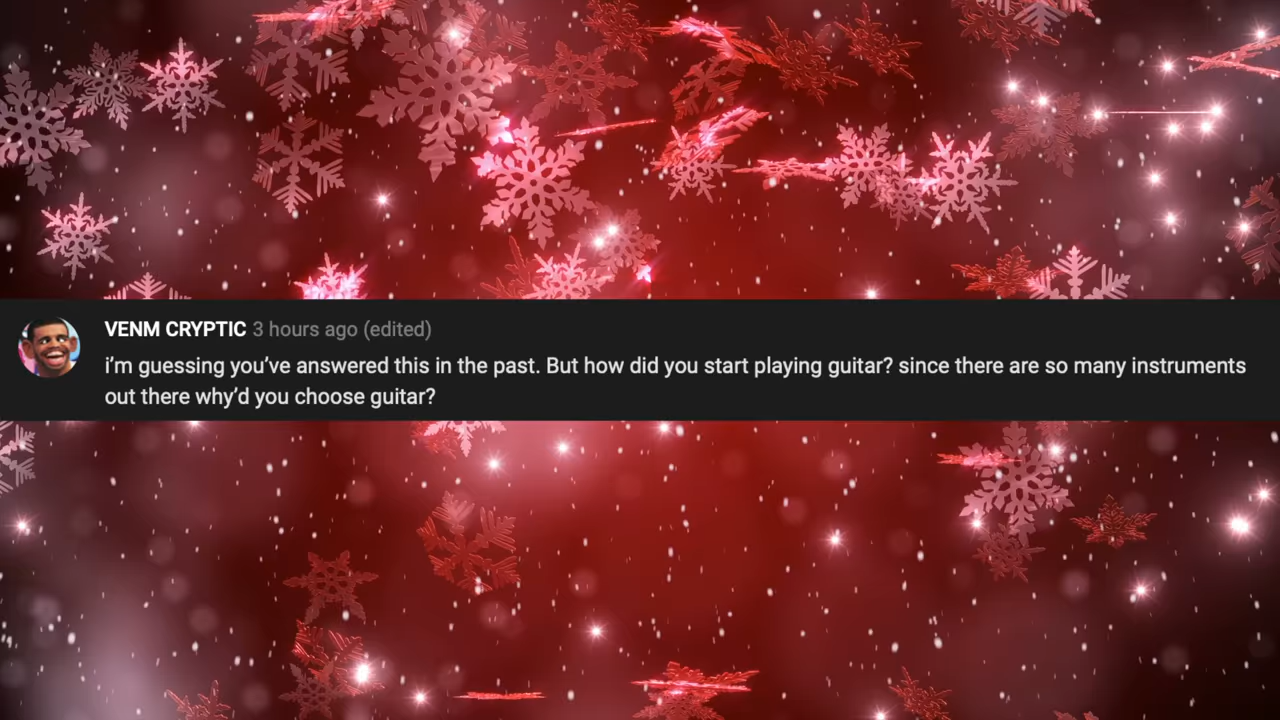 VENM CRYPTIC 3 hours ago (edited)
i’m guessing you’ve answered this in the past. But how did you start playing guitar? since there are so many instruments
out there why’d you choose guitar?